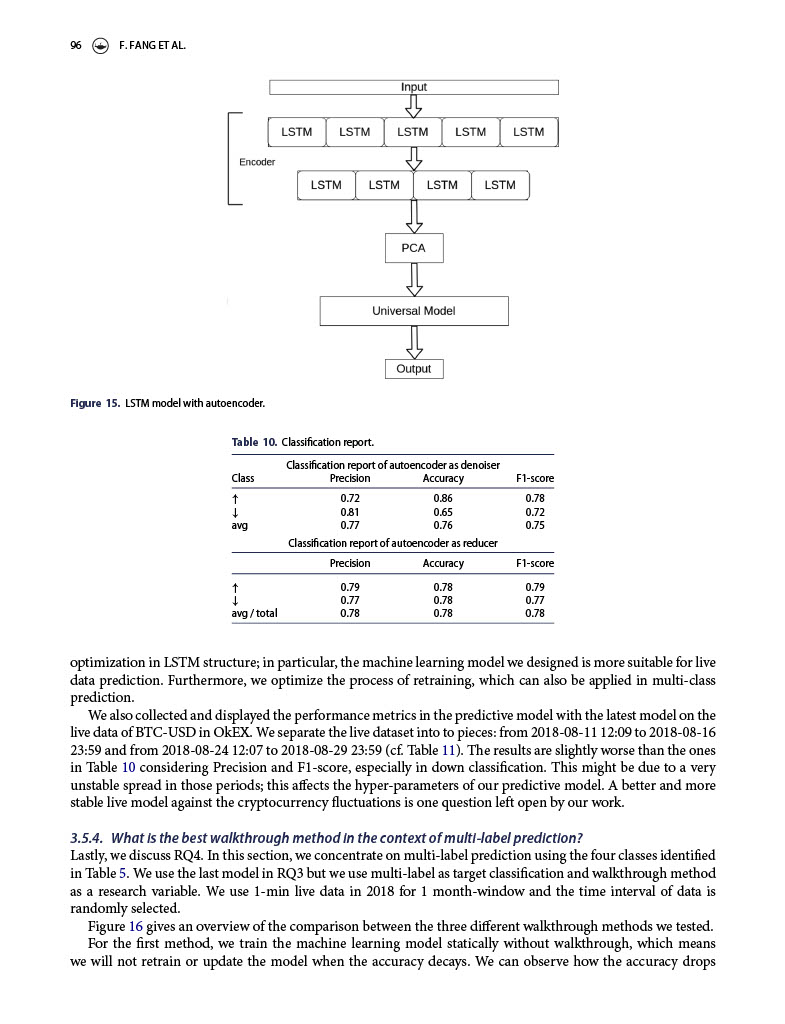 96 F. FANG ET AL.
Input
LSTM LSTM LSTM LSTM LSTM
Encoder
LSTM LSTM LSTM LSTM
PCA
Universal Model
Output
Figure 15. LSTM model with autoencoder.
Table 10. Classification report.
Classification report of autoencoder as denoiser
Class Precision Accuracy F1-score
↑ 0.72 0.86 0.78
↓ 0.81 0.65 0.72
avg 0.77 0.76 0.75
Classification report of autoencoder as reducer
Precision Accuracy F1-score
↑ 0.79 0.78 0.79
↓ 0.77 0.78 0.77
avg / total 0.78 0.78 0.78
optimization in LSTM structure; in particular, the machine learning model we designed is more suitable for live
data prediction. Furthermore, we optimize the process of retraining, which can also be applied in multi-class
prediction.
We also collected and displayed the performance metrics in the predictive model with the latest model on the
live data of BTC-USD in OkEX. We separate the live dataset into to pieces: from 2018-08-11 12:09 to 2018-08-16
23:59 and from 2018-08-24 12:07 to 2018-08-29 23:59 (cf. Table 11). The results are slightly worse than the ones
in Table 10 considering Precision and F1-score, especially in down classification. This might be due to a very
unstable spread in those periods; this affects the hyper-parameters of our predictive model. A better and more
stable live model against the cryptocurrency fluctuations is one question left open by our work.
3.5.4. What is the best walkthrough method in the context of multi-label prediction?
Lastly, we discuss RQ4. In this section, we concentrate on multi-label prediction using the four classes identified
in Table 5. We use the last model in RQ3 but we use multi-label as target classification and walkthrough method
as a research variable. We use 1-min live data in 2018 for 1 month-window and the time interval of data is
randomly selected.
Figure 16 gives an overview of the comparison between the three different walkthrough methods we tested.
For the first method, we train the machine learning model statically without walkthrough, which means
we will not retrain or update the model when the accuracy decays. We can observe how the accuracy drops